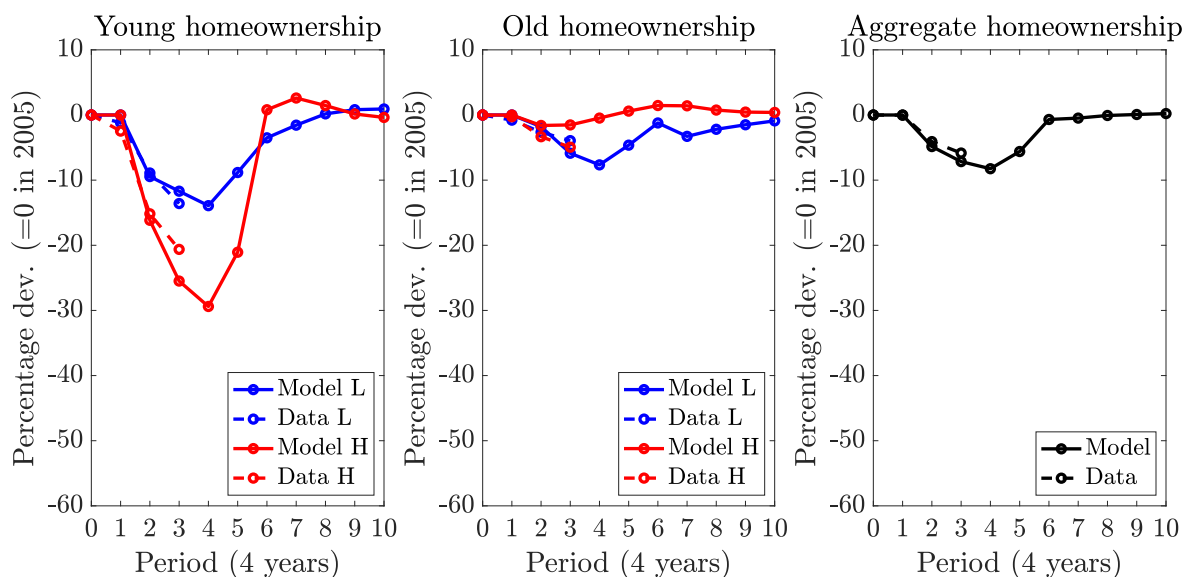 Young homeownership
Percentage dev. (=0 in 2005)
10
0
-10
-20
-30
-40
-50
-60
Model L
Data L
Model H
Data H
0 1 2 3 4 5 6 7 8 9 10
Period (4 years)
Old homeownership
Percentage dev. (=0 in 2005)
10
0
-10
-20
-30
-40
-50
-60
Model L
Data L
Model H
Data H
0 1 2 3 4 5 6 7 8 9 10
Period (4 years)
Aggregate homeownership
Percentage dev. (=0 in 2005)
10
0
-10
-20
-30
-40
-50
-60
Model
Data
0 1 2 3 4 5 6 7 8 9 10
Period (4 years)